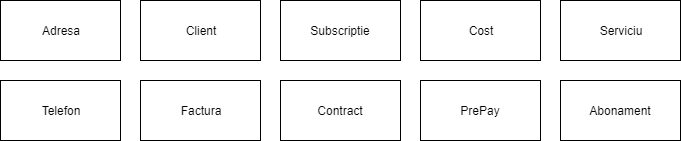 Adresa
Client
Subscriptie
Cost
Serviciu
Telefon
Factura
Contract
PrePay
Abonament